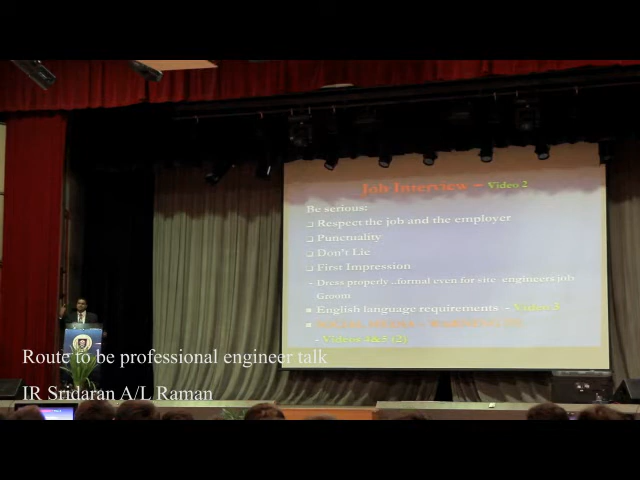 Job Interview – Video 2
Be serious:
❑ Respect the job and the employer
❑ Punctuality
❑ Don't Lie
❑ First Impression
- Dress properly ..formal even for site engineers job
Groom
■ English language requirements - Video 3
- Videos 4&5 (2)
Route to be professional engineer talk
IR Sridaran A/L Raman